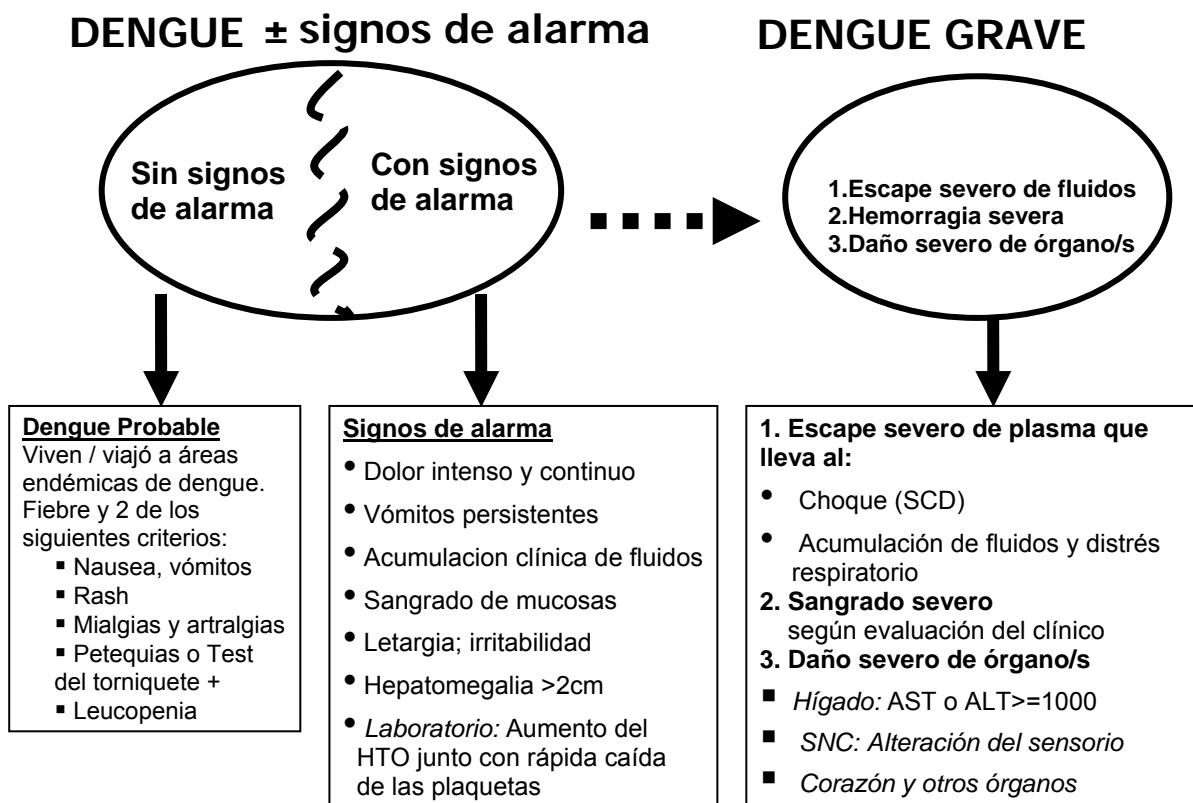 DENGUE ± signos de alarma
DENGUE GRAVE
Sin signos
de alarma
Con signos
de alarma
1.Escape severo de fluidos
2.Hemorragia severa
3.Daño severo de órgano/s
Dengue Probable
Viven / viajó a áreas
endémicas de dengue.
Fiebre y 2 de los
siguientes criterios:
▪ Nausea, vómitos
▪ Rash
▪ Mialgias y artralgias
▪ Petequias o Test
del torniquete +
▪ Leucopenia
Signos de alarma
• Dolor intenso y continuo
• Vómitos persistentes
• Acumulacion clínica de fluidos
• Sangrado de mucosas
• Letargia; irritabilidad
• Hepatomegalia >2cm
• Laboratorio: Aumento del
HTO junto con rápida caída
de las plaquetas
1. Escape severo de plasma que
lleva al:
• Choque (SCD)
• Acumulación de fluidos y distrés
respiratorio
2. Sangrado severo
según evaluación del clínico
3. Daño severo de órgano/s
▪ Hígado: AST o ALT>=1000
▪ SNC: Alteración del sensorio
▪ Corazón y otros órganos